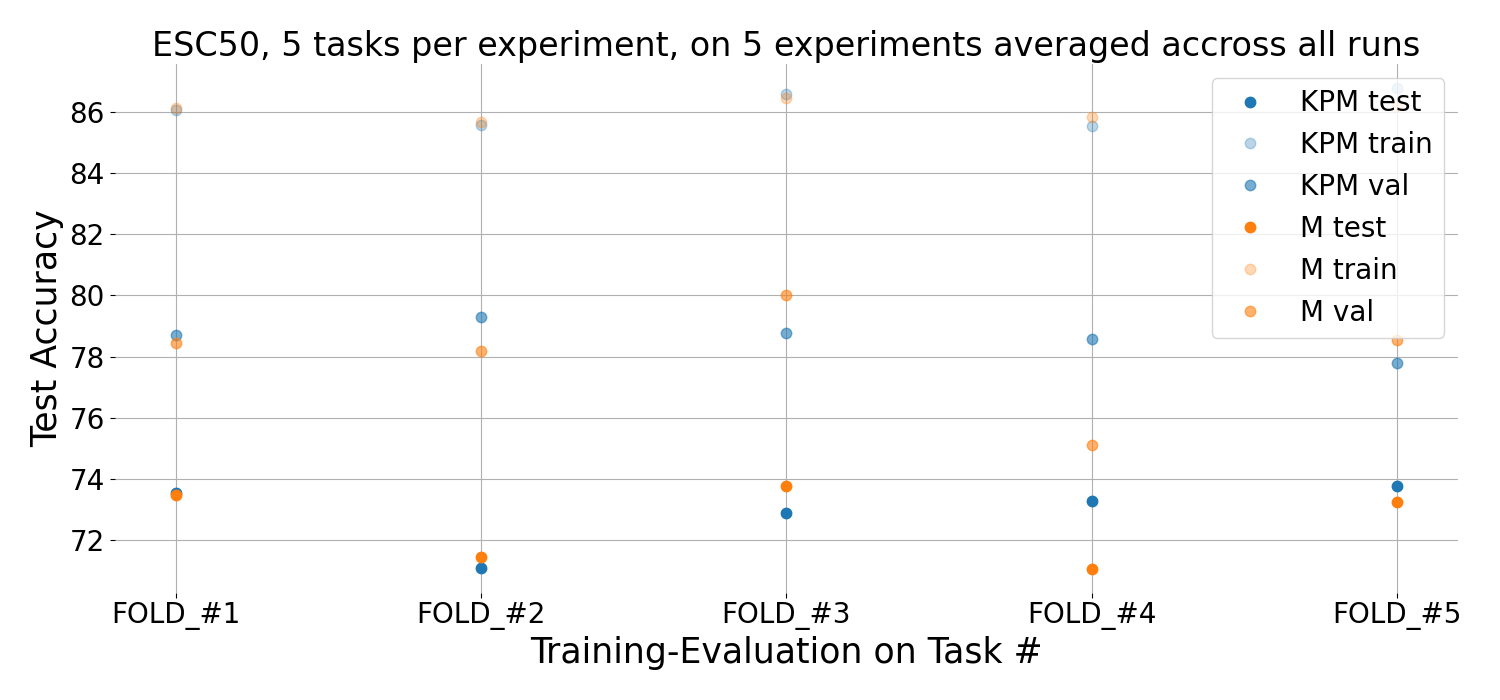 ESC50, 5 tasks per experiment, on 5 experiments averaged accross all runs
Test Accuracy
86
84
82
80
78
76
74
72
KPM test
KPM train
KPM val
M test
M train
M val
FOLD_#1
FOLD_#2
FOLD_#3
FOLD_#4
FOLD_#5
Training-Evaluation on Task #